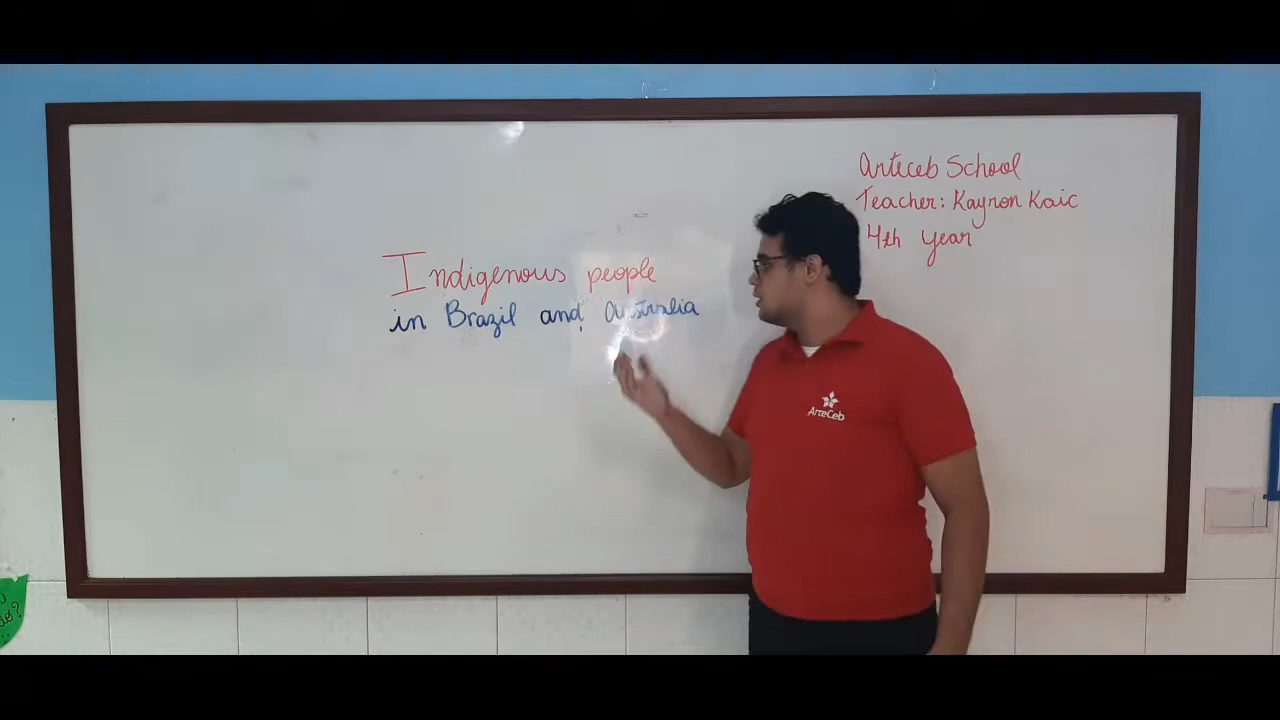 Arteceb School
Teacher: Kayron Kaic
4th year
Indigenous people
in Brazil and Australia
ArteCeb